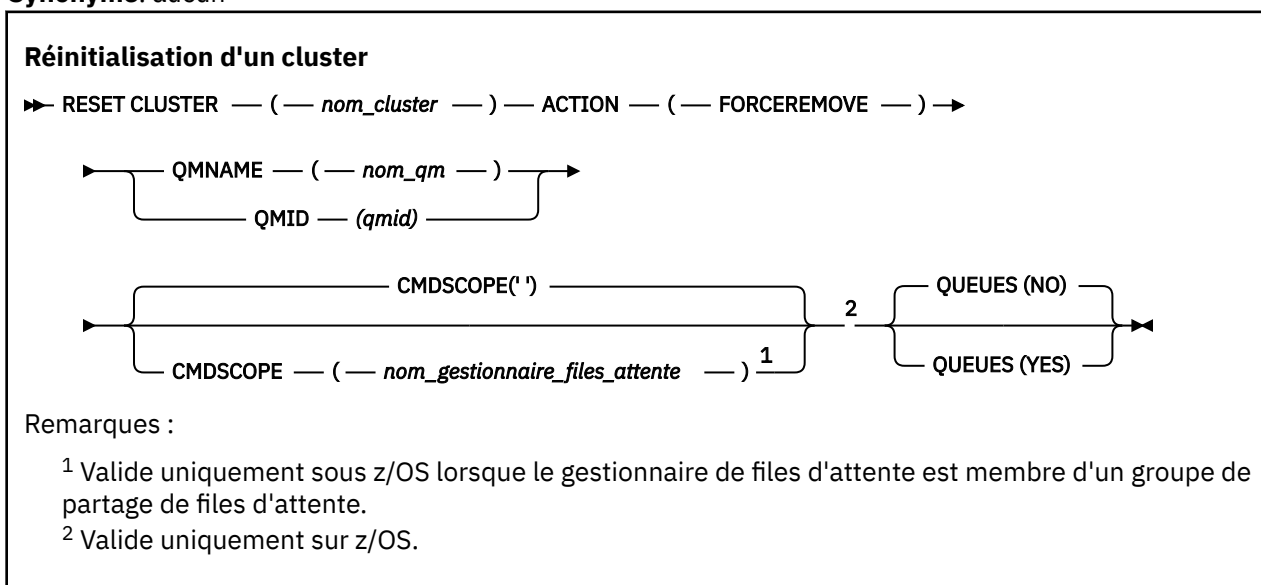 Synonyme: aucun
Réinitialisation d'un cluster
RESET CLUSTER ( nom_cluster ) ACTION ( FORCEREMOVE )
QMNAME ( nom_qm )
QMID (qmid)
CMDSCOPE(' ')
2
QUEUES (NO)
CMDSCOPE ( nom_gestionnaire_files_attente ) 1
QUEUES (YES)
Remarques :
1 Valide uniquement sous z/OS lorsque le gestionnaire de files d'attente est membre d'un groupe de
partage de files d'attente.
2 Valide uniquement sur z/OS.